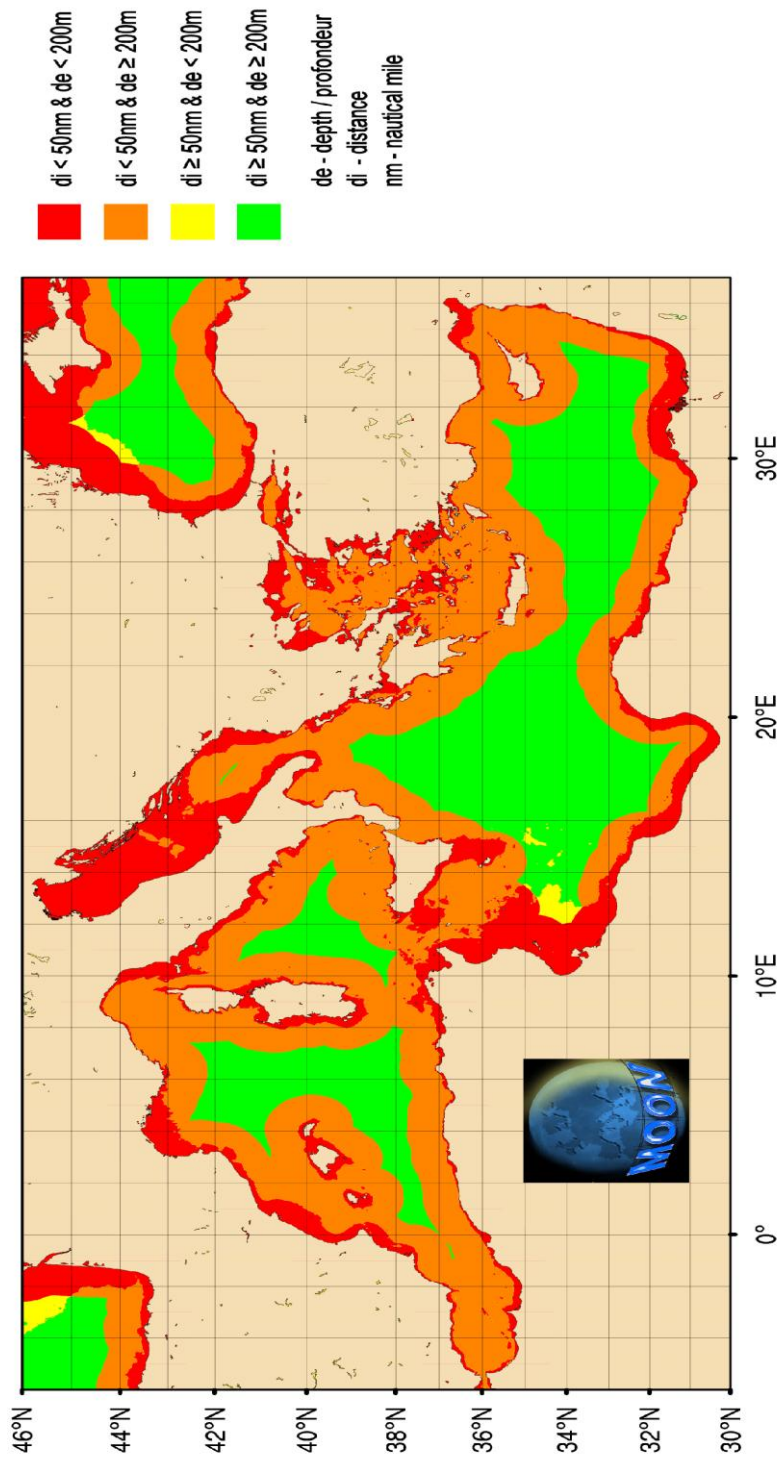 di < 50nm & de < 200m
di < 50nm & de ≥ 200m
di ≥ 50nm & de < 200m
di ≥ 50nm & de ≥ 200m
de - depth / profondeur
di - distance
nm - nautical mile
46°N
44°N
42°N
40°N
38°N
36°N
34°N
32°N
30°N
0°
10°E
20°E
30°E
MOON